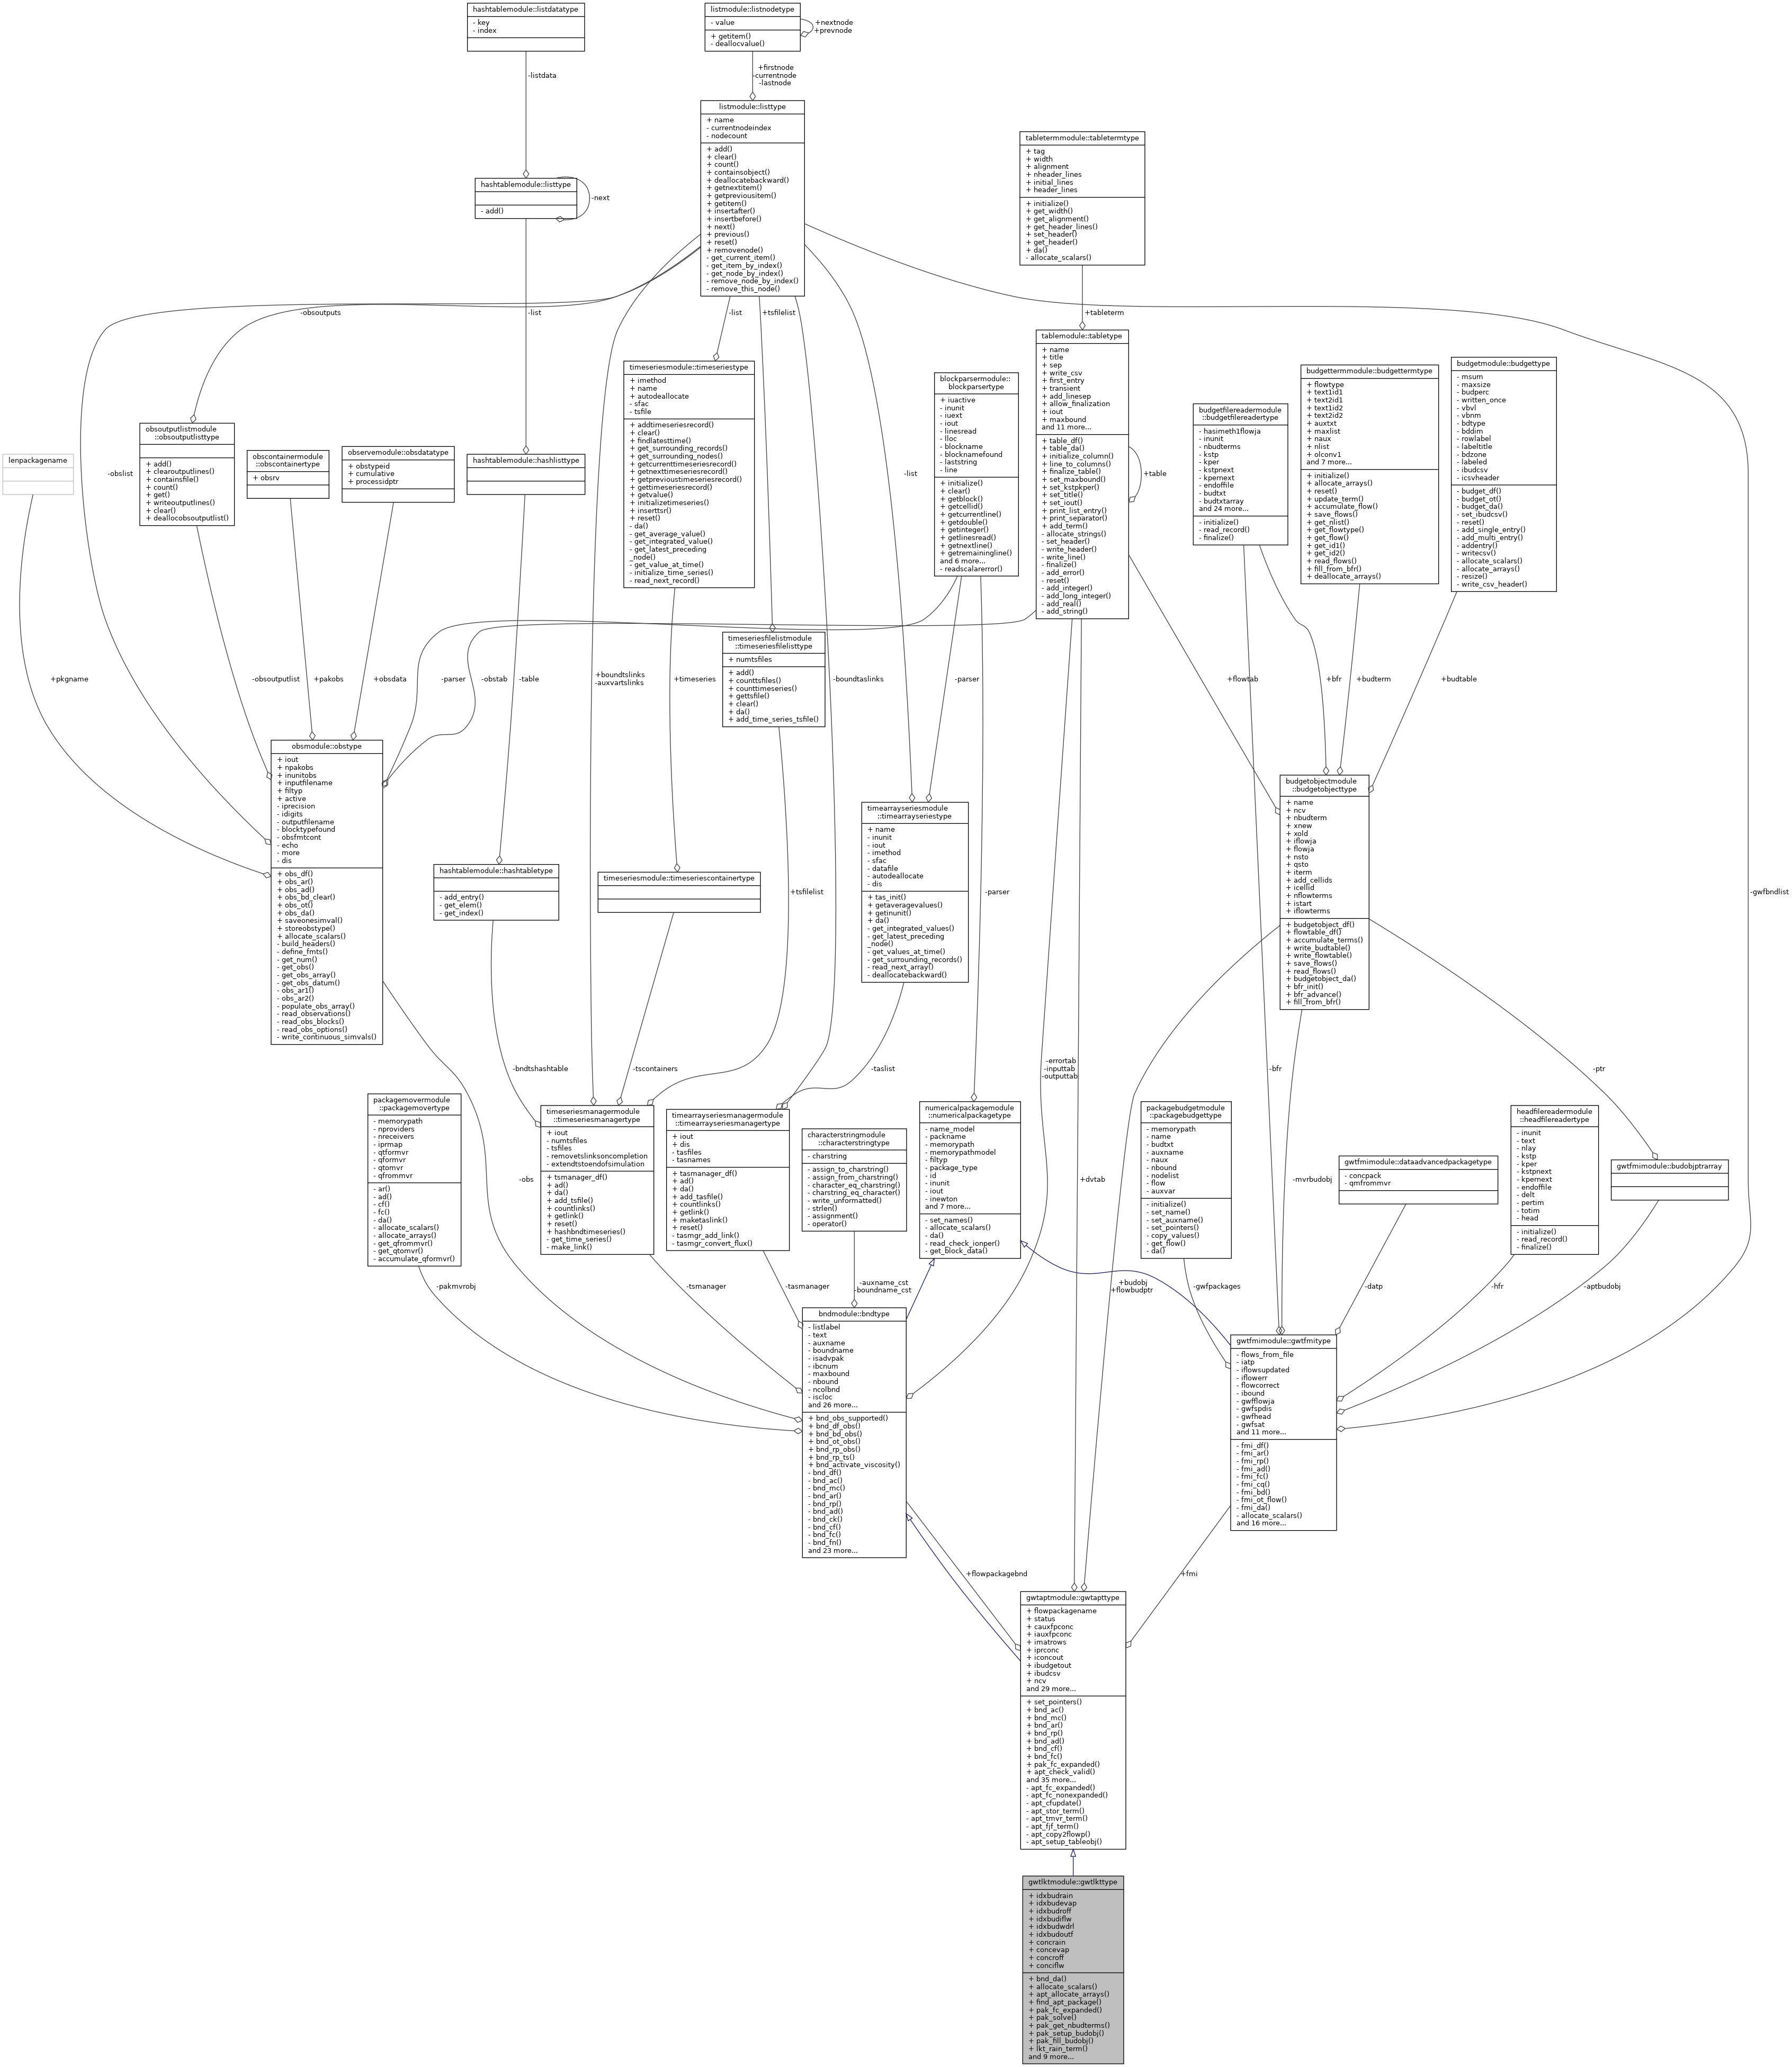 hashtablemodule::listdatatype
- key
- index
listmodule::listnodetype
- value
+ getitem()
- deallocvalue()
+nextnode
+prevnode
-listdata
+firstnode
-currentnode
-lastnode
listmodule::listtype
+ name
- currentnodeindex
- nodecount
+ add()
+ clear()
+ count()
+ containsobject()
+ deallocatebackward()
+ getnextitem()
+ getpreviousitem()
+ getitem()
+ insertafter()
+ insertbefore()
+ next()
+ previous()
+ reset()
+ removenode()
- get_current_item()
- get_item_by_index()
- get_node_by_index()
- remove_node_by_index()
- remove_this_node()
tabletermmodule::tabletermtype
+ tag
+ width
+ alignment
+ nheader_lines
+ initial_lines
+ header_lines
+ initialize()
+ get_width()
+ get_alignment()
+ get_header_lines()
+ set_header()
+ get_header()
+ da()
- allocate_scalars()
hashtablemodule::listtype
- add()
-next
-obsoutputs
-list
-list
+tsfilelist
+tableterm
tablemodule::tabletype
+ name
+ title
+ sep
+ write_csv
+ first_entry
+ transient
+ add_linesep
+ allow_finalization
+ iout
+ maxbound
and 11 more...
+ table_df()
+ table_da()
+ initialize_column()
+ line_to_columns()
+ finalize_table()
+ set_maxbound()
+ set_kstpkper()
+ set_title()
+ set_iout()
+ print_list_entry()
+ print_separator()
+ add_term()
- allocate_strings()
- set_header()
- write_header()
- write_line()
- finalize()
- add_error()
- reset()
- add_integer()
- add_long_integer()
- add_real()
- add_string()
+table
timeseriesmodule::timeseriestype
+ imethod
+ name
+ autodeallocate
- sfac
- tsfile
+ addtimeseriesrecord()
+ clear()
+ findlatesttime()
+ get_surrounding_records()
+ get_surrounding_nodes()
+ getcurrenttimeseriesrecord()
+ getnexttimeseriesrecord()
+ getprevioustimeseriesrecord()
+ gettimeseriesrecord()
+ getvalue()
+ initializetimeseries()
+ inserttsr()
+ reset()
- da()
- get_average_value()
- get_integrated_value()
- get_latest_preceding
_node()
- get_value_at_time()
- initialize_time_series()
- read_next_record()
blockparsermodule::
blockparsertype
+ iuactive
- inunit
- iuext
- iout
- linesread
- lloc
- blockname
- blocknamefound
- laststring
- line
+ initialize()
+ clear()
+ getblock()
+ getcellid()
+ getcurrentline()
+ getdouble()
+ getinteger()
+ getlinesread()
+ getnextline()
+ getremainingline()
and 6 more...
- readscalarerror()
budgetfilereadermodule
::budgetfilereadertype
- hasimeth1flowja
- inunit
- nbudterms
- kstp
- kper
- kstpnext
- kpernext
- endoffile
- budtxt
- budtxtarray
and 24 more...
- initialize()
- read_record()
- finalize()
budgettermmodule::budgettermtype
+ flowtype
+ text1id1
+ text2id1
+ text1id2
+ text2id2
+ auxtxt
+ maxlist
+ naux
+ nlist
+ olconv1
and 7 more...
+ initialize()
+ allocate_arrays()
+ reset()
+ update_term()
+ accumulate_flow()
+ save_flows()
+ get_nlist()
+ get_flowtype()
+ get_flow()
+ get_id1()
+ get_id2()
+ read_flows()
+ fill_from_bfr()
+ deallocate_arrays()
budgetmodule::budgettype
- msum
- maxsize
- budperc
- written_once
- vbvl
- vbnm
- bdtype
- bddim
- rowlabel
- labeltitle
- bdzone
- labeled
- ibudcsv
- icsvheader
- budget_df()
- budget_ot()
- budget_da()
- set_ibudcsv()
- reset()
- add_single_entry()
- add_multi_entry()
- addentry()
- writecsv()
- allocate_scalars()
- allocate_arrays()
- resize()
- write_csv_header()
lenpackagename
obsoutputlistmodule
::obsoutputlisttype
+ add()
+ clearoutputlines()
+ containsfile()
+ count()
+ get()
+ writeoutputlines()
+ clear()
+ deallocobsoutputlist()
obscontainermodule
::obscontainertype
+ obsrv
observemodule::obsdatatype
+ obstypeid
+ cumulative
+ processidptr
hashtablemodule::hashlisttype
-obslist
-list
timeseriesfilelistmodule
::timeseriesfilelisttype
+ numtsfiles
+ add()
+ counttsfiles()
+ counttimeseries()
+ gettsfile()
+ clear()
+ da()
+ add_time_series_tsfile()
+pkgname
-obsoutputlist
+pakobs
+obsdata
-parser
-obstab
-table
+boundtslinks
-auxvartslinks
+timeseries
-boundtaslinks
-parser
+flowtab
+bfr
+budterm
+budtable
obsmodule::obstype
+ iout
+ npakobs
+ inunitobs
+ inputfilename
+ filtyp
+ active
- iprecision
- idigits
- outputfilename
- blocktypefound
- obsfmtcont
- echo
- more
- dis
+ obs_df()
+ obs_ar()
+ obs_ad()
+ obs_bd_clear()
+ obs_ot()
+ obs_da()
+ saveonesimval()
+ storeobstype()
+ allocate_scalars()
- build_headers()
- define_fmts()
- get_num()
- get_obs()
- get_obs_array()
- get_obs_datum()
- obs_ar1()
- obs_ar2()
- populate_obs_array()
- read_observations()
- read_obs_blocks()
- read_obs_options()
- write_continuous_simvals()
hashtablemodule::hashtabletype
- add_entry()
- get_elem()
- get_index()
timeseriesmodule::timeseriescontainertype
+tsfilelist
timearrayseriesmodule
::timearrayseriestype
+ name
- inunit
- iout
- imethod
- sfac
- datafile
- autodeallocate
- dis
+ tas_init()
+ getaveragevalues()
+ getinunit()
+ da()
- get_integrated_values()
- get_latest_preceding
_node()
- get_values_at_time()
- get_surrounding_records()
- read_next_array()
- deallocatebackward()
-parser
budgetobjectmodule
::budgetobjecttype
+ name
+ ncv
+ nbudterm
+ xnew
+ xold
+ iflowja
+ flowja
+ nsto
+ qsto
+ iterm
+ add_cellids
+ icellid
+ nflowterms
+ istart
+ iflowterms
+ budgetobject_df()
+ flowtable_df()
+ accumulate_terms()
+ write_budtable()
+ write_flowtable()
+ save_flows()
+ read_flows()
+ budgetobject_da()
+ bfr_init()
+ bfr_advance()
+ fill_from_bfr()
-gwfbndlist
-bndtshashtable
-tscontainers
-taslist
-errortab
-inputtab
-outputtab
-bfr
-ptr
packagemovermodule
::packagemovertype
- memorypath
- nproviders
- nreceivers
- iprmap
- qtformvr
- qformvr
- qtomvr
- qfrommvr
- ar()
- ad()
- cf()
- fc()
- da()
- allocate_scalars()
- allocate_arrays()
- get_qfrommvr()
- get_qtomvr()
- accumulate_qformvr()
-obs
timeseriesmanagermodule
::timeseriesmanagertype
+ iout
- numtsfiles
- tsfiles
- removetslinksoncompletion
- extendtstoendofsimulation
+ tsmanager_df()
+ ad()
+ da()
+ add_tsfile()
+ countlinks()
+ getlink()
+ reset()
+ hashbndtimeseries()
- get_time_series()
- make_link()
timearrayseriesmanagermodule
::timearrayseriesmanagertype
+ iout
+ dis
+ tasfiles
- tasnames
+ tasmanager_df()
+ ad()
+ da()
+ add_tasfile()
+ countlinks()
+ getlink()
+ maketaslink()
+ reset()
- tasmgr_add_link()
- tasmgr_convert_flux()
characterstringmodule
::characterstringtype
- charstring
- assign_to_charstring()
- assign_from_charstring()
- character_eq_charstring()
- charstring_eq_character()
- write_unformatted()
- strlen()
- assignment()
- operator()
numericalpackagemodule
::numericalpackagetype
- name_model
- packname
- memorypath
- memorypathmodel
- filtyp
- package_type
- id
- inunit
- iout
- inewton
and 7 more...
- set_names()
- allocate_scalars()
- da()
- read_check_ionper()
- get_block_data()
+dvtab
packagebudgetmodule
::packagebudgettype
- memorypath
- name
- budtxt
- auxname
- naux
- nbound
- nodelist
- flow
- auxvar
- initialize()
- set_name()
- set_auxname()
- set_pointers()
- copy_values()
- get_flow()
- da()
-mvrbudobj
gwtfmimodule::dataadvancedpackagetype
- concpack
- qmfrommvr
headfilereadermodule
::headfilereadertype
- inunit
- text
- nlay
- kstp
- kper
- kstpnext
- kpernext
- endoffile
- delt
- pertim
- totim
- head
- initialize()
- read_record()
- finalize()
gwtfmimodule::budobjptrarray
-pakmvrobj
-tsmanager
-tasmanager
-auxname_cst
-boundname_cst
+budobj
+flowbudptr
-gwfpackages
-datp
-hfr
-aptbudobj
bndmodule::bndtype
- listlabel
- text
- auxname
- boundname
- isadvpak
- ibcnum
- maxbound
- nbound
- ncolbnd
- iscloc
and 26 more...
+ bnd_obs_supported()
+ bnd_df_obs()
+ bnd_bd_obs()
+ bnd_ot_obs()
+ bnd_rp_obs()
+ bnd_rp_ts()
+ bnd_activate_viscosity()
- bnd_df()
- bnd_ac()
- bnd_mc()
- bnd_ar()
- bnd_rp()
- bnd_ad()
- bnd_ck()
- bnd_cf()
- bnd_fc()
- bnd_fn()
and 23 more...
gwtfmimodule::gwtfmitype
- flows_from_file
- iatp
- iflowsupdated
- iflowerr
- flowcorrect
- ibound
- gwfflowja
- gwfspdis
- gwfhead
- gwfsat
and 11 more...
- fmi_df()
- fmi_ar()
- fmi_rp()
- fmi_ad()
- fmi_fc()
- fmi_cq()
- fmi_bd()
- fmi_ot_flow()
- fmi_da()
- allocate_scalars()
and 16 more...
+flowpackagebnd
+fmi
gwtaptmodule::gwtapttype
+ flowpackagename
+ status
+ cauxfpconc
+ iauxfpconc
+ imatrows
+ iprconc
+ iconcout
+ ibudgetout
+ ibudcsv
+ ncv
and 29 more...
+ set_pointers()
+ bnd_ac()
+ bnd_mc()
+ bnd_ar()
+ bnd_rp()
+ bnd_ad()
+ bnd_cf()
+ bnd_fc()
+ pak_fc_expanded()
+ apt_check_valid()
and 35 more...
- apt_fc_expanded()
- apt_fc_nonexpanded()
- apt_cfupdate()
- apt_stor_term()
- apt_tmvr_term()
- apt_fjf_term()
- apt_copy2flowp()
- apt_setup_tableobj()
gwtlktmodule::gwtlkttype
+ idxbudrain
+ idxbudevap
+ idxbudroff
+ idxbudiflw
+ idxbudwdrl
+ idxbudoutf
+ concrain
+ concevap
+ concroff
+ conciflw
+ bnd_da()
+ allocate_scalars()
+ apt_allocate_arrays()
+ find_apt_package()
+ pak_fc_expanded()
+ pak_solve()
+ pak_get_nbudterms()
+ pak_setup_budobj()
+ pak_fill_budobj()
+ lkt_rain_term()
and 9 more...